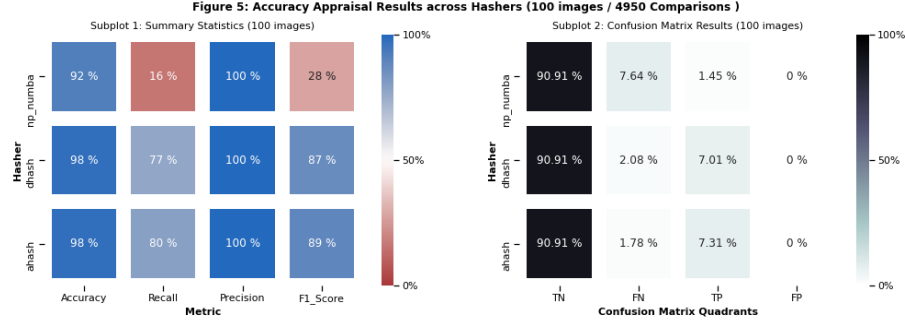 Figure 5: Accuracy Appraisal Results across Hashers (100 images / 4950 Comparisons )
Subplot 1: Summary Statistics (100 images)
Hasher
np_numba
92 %
16 %
100 %
28 %
dhash
98 %
77 %
100 %
87 %
ahash
98 %
80 %
100 %
89 %
Accuracy
Recall
Precision
F1_Score
Metric
100%
50%
0%
Subplot 2: Confusion Matrix Results (100 images)
Hasher
np_numba
90.91 %
7.64 %
1.45 %
0 %
dhash
90.91 %
2.08 %
7.01 %
0 %
ahash
90.91 %
1.78 %
7.31 %
0 %
TN
FN
TP
FP
Confusion Matrix Quadrants
100%
50%
0%